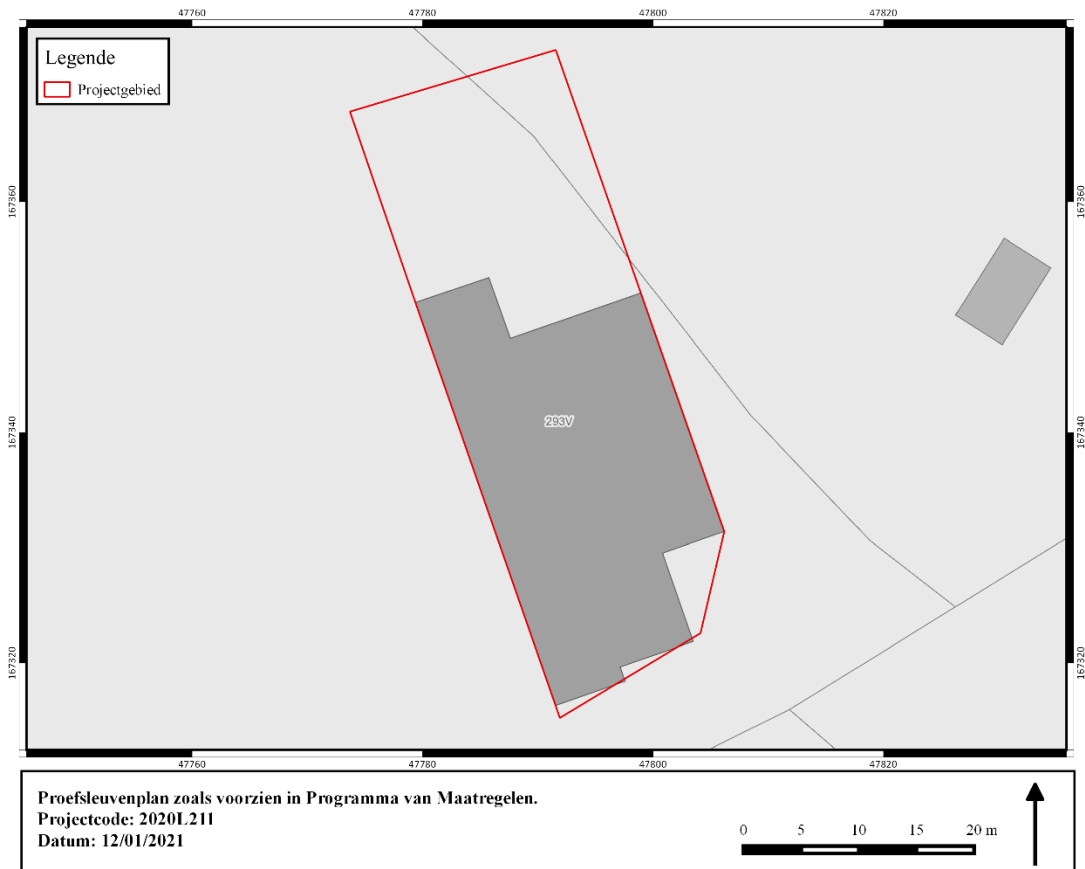 47760 47780 47800 47820
Legende
Projectgebied
167360 167360
293V
167340 167340
167320 167320
47760 47780 47800 47820
Proefsleuvenplan zoals voorzien in Programma van Maatregelen.
Projectcode: 2020L211
Datum: 12/01/2021
0 5 10 15 20 m